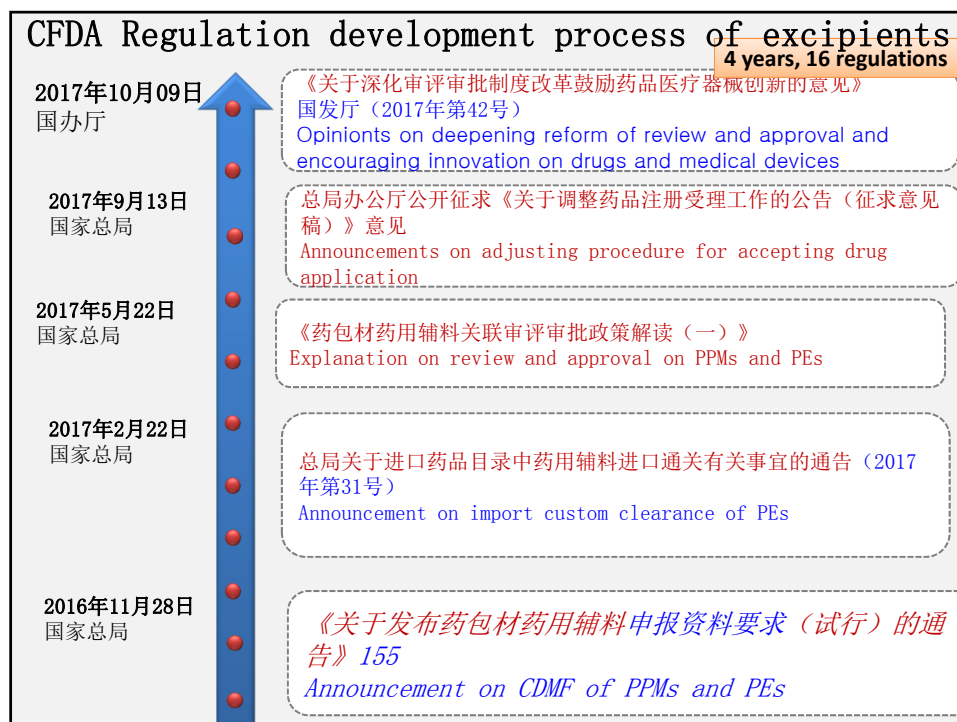 CFDA Regulation development process of excipients
4 years, 16 regulations
2017年10月09日
国办厅
《关于深化审评审批制度改革鼓励药品医疗器械创新的意见》
国发厅（2017年第42号）
Opinionts on deepening reform of review and approval and
encouraging innovation on drugs and medical devices
2017年9月13日
国家总局
总局办公厅公开征求《关于调整药品注册受理工作的公告（征求意见
稿）》意见
Announcements on adjusting procedure for accepting drug
application
2017年5月22日
国家总局
《药包材药用辅料关联审评审批政策解读（一）》
Explanation on review and approval on PPMs and PEs
2017年2月22日
国家总局
总局关于进口药品目录中药用辅料进口通关有关事宜的通告（2017
年第31号）
Announcement on import custom clearance of PEs
2016年11月28日
国家总局
《关于发布药包材药用辅料申报资料要求（试行）的通
告》155
Announcement on CDMF of PPMs and PEs